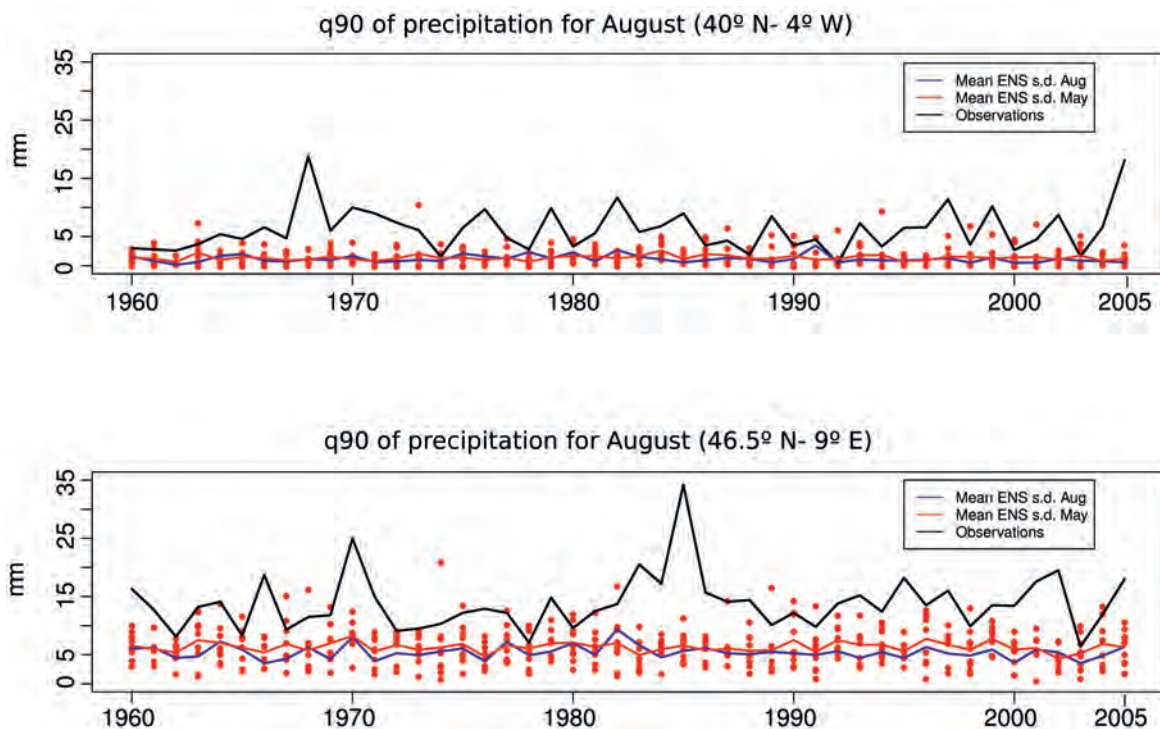 q90 of precipitation for August (40º N- 4º W)
35
25
15
5
0
mm
Mean ENS s.d. Aug
Mean ENS s.d. May
Observations
1960
1970
1980
1990
2000
2005
q90 of precipitation for August (46.5º N- 9º E)
35
25
15
5
0
mm
Mean ENS s.d. Aug
Mean ENS s.d. May
Observations
1960
1970
1980
1990
2000
2005